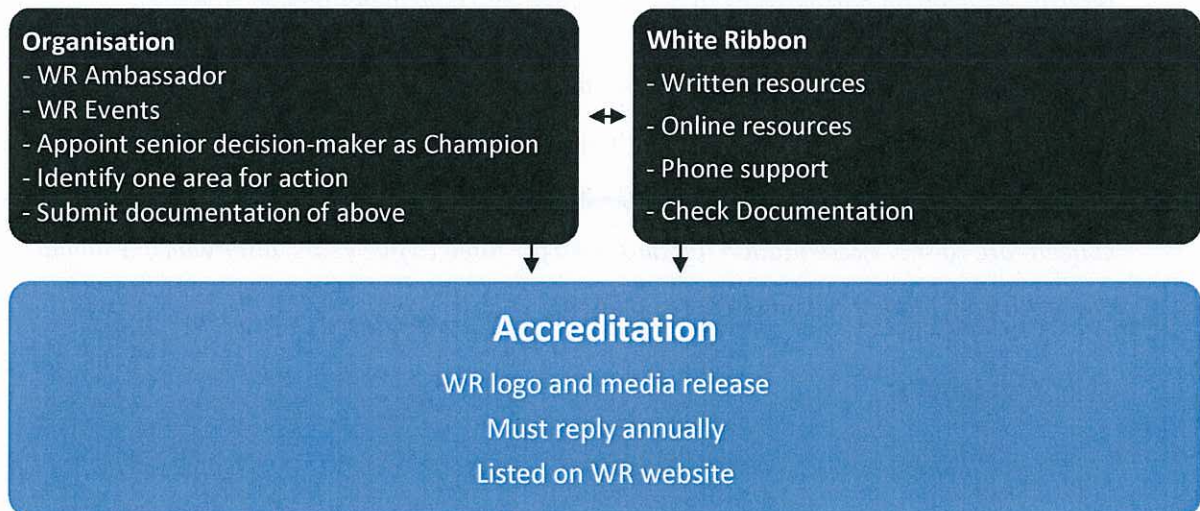 Organisation
- WR Ambassador
- WR Events
- Appoint senior decision-maker as Champion
- Identify one area for action
- Submit documentation of above
White Ribbon
- Written resources
- Online resources
- Phone support
- Check Documentation
Accreditation
WR logo and media release
Must reply annually
Listed on WR website